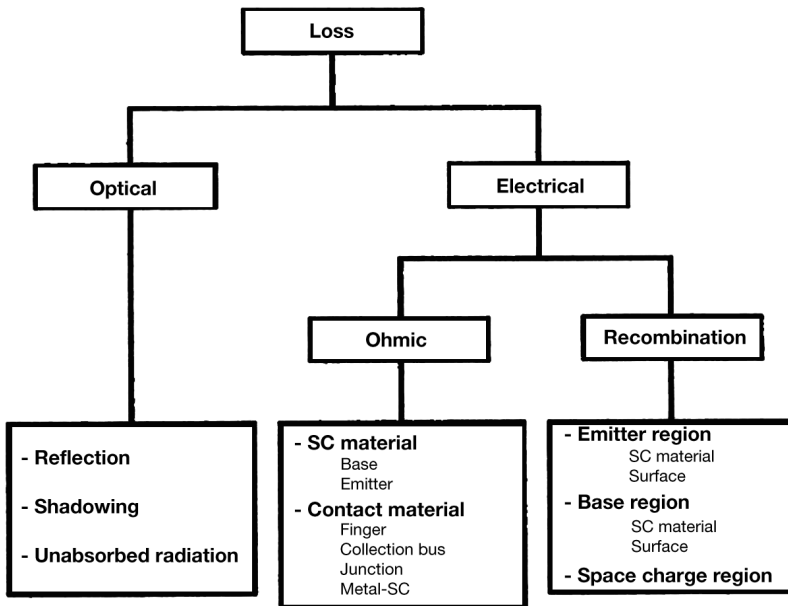 Loss
Optical
Electrical
Ohmic
Recombination
- Reflection
- Shadowing
- Unabsorbed radiation
- SC material
Base
Emitter
- Contact material
Finger
Collection bus
Junction
Metal-SC
- Emitter region
SC material
Surface
- Base region
SC material
Surface
- Space charge region